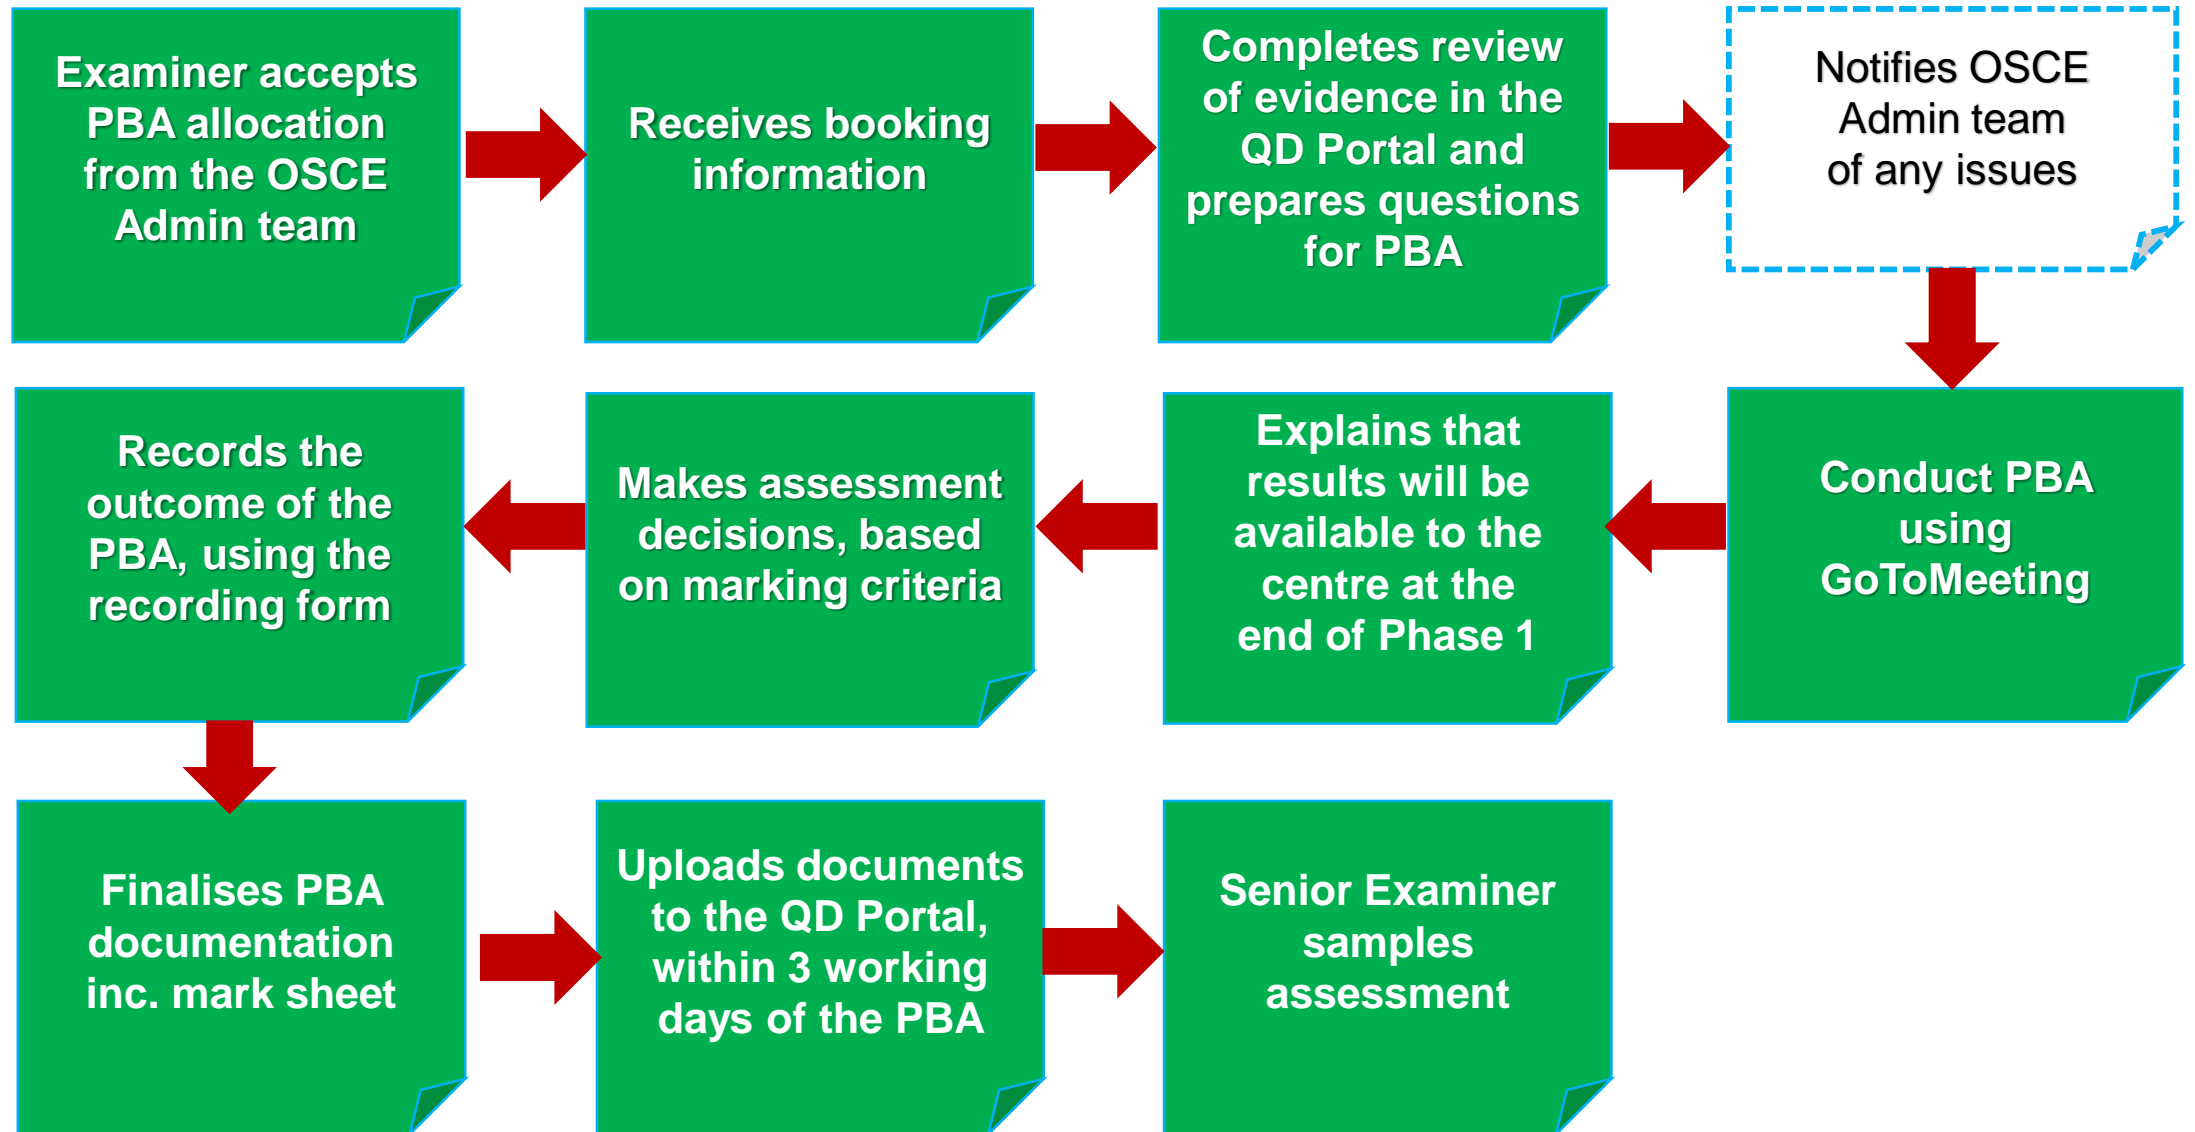 Examiner accepts
PBA allocation
from the OSCE
Admin team
Receives booking
information
Completes review
of evidence in the
QD Portal and
prepares questions
for PBA
Notifies OSCE
Admin team
of any issues
Conduct PBA
using
GoToMeeting
Explains that
results will be
available to the
centre at the
end of Phase 1
Makes assessment
decisions, based
on marking criteria
Records the
outcome of the
PBA, using the
recording form
Finalises PBA
documentation
inc. mark sheet
Uploads documents
to the QD Portal,
within 3 working
days of the PBA
Senior Examiner
samples
assessment